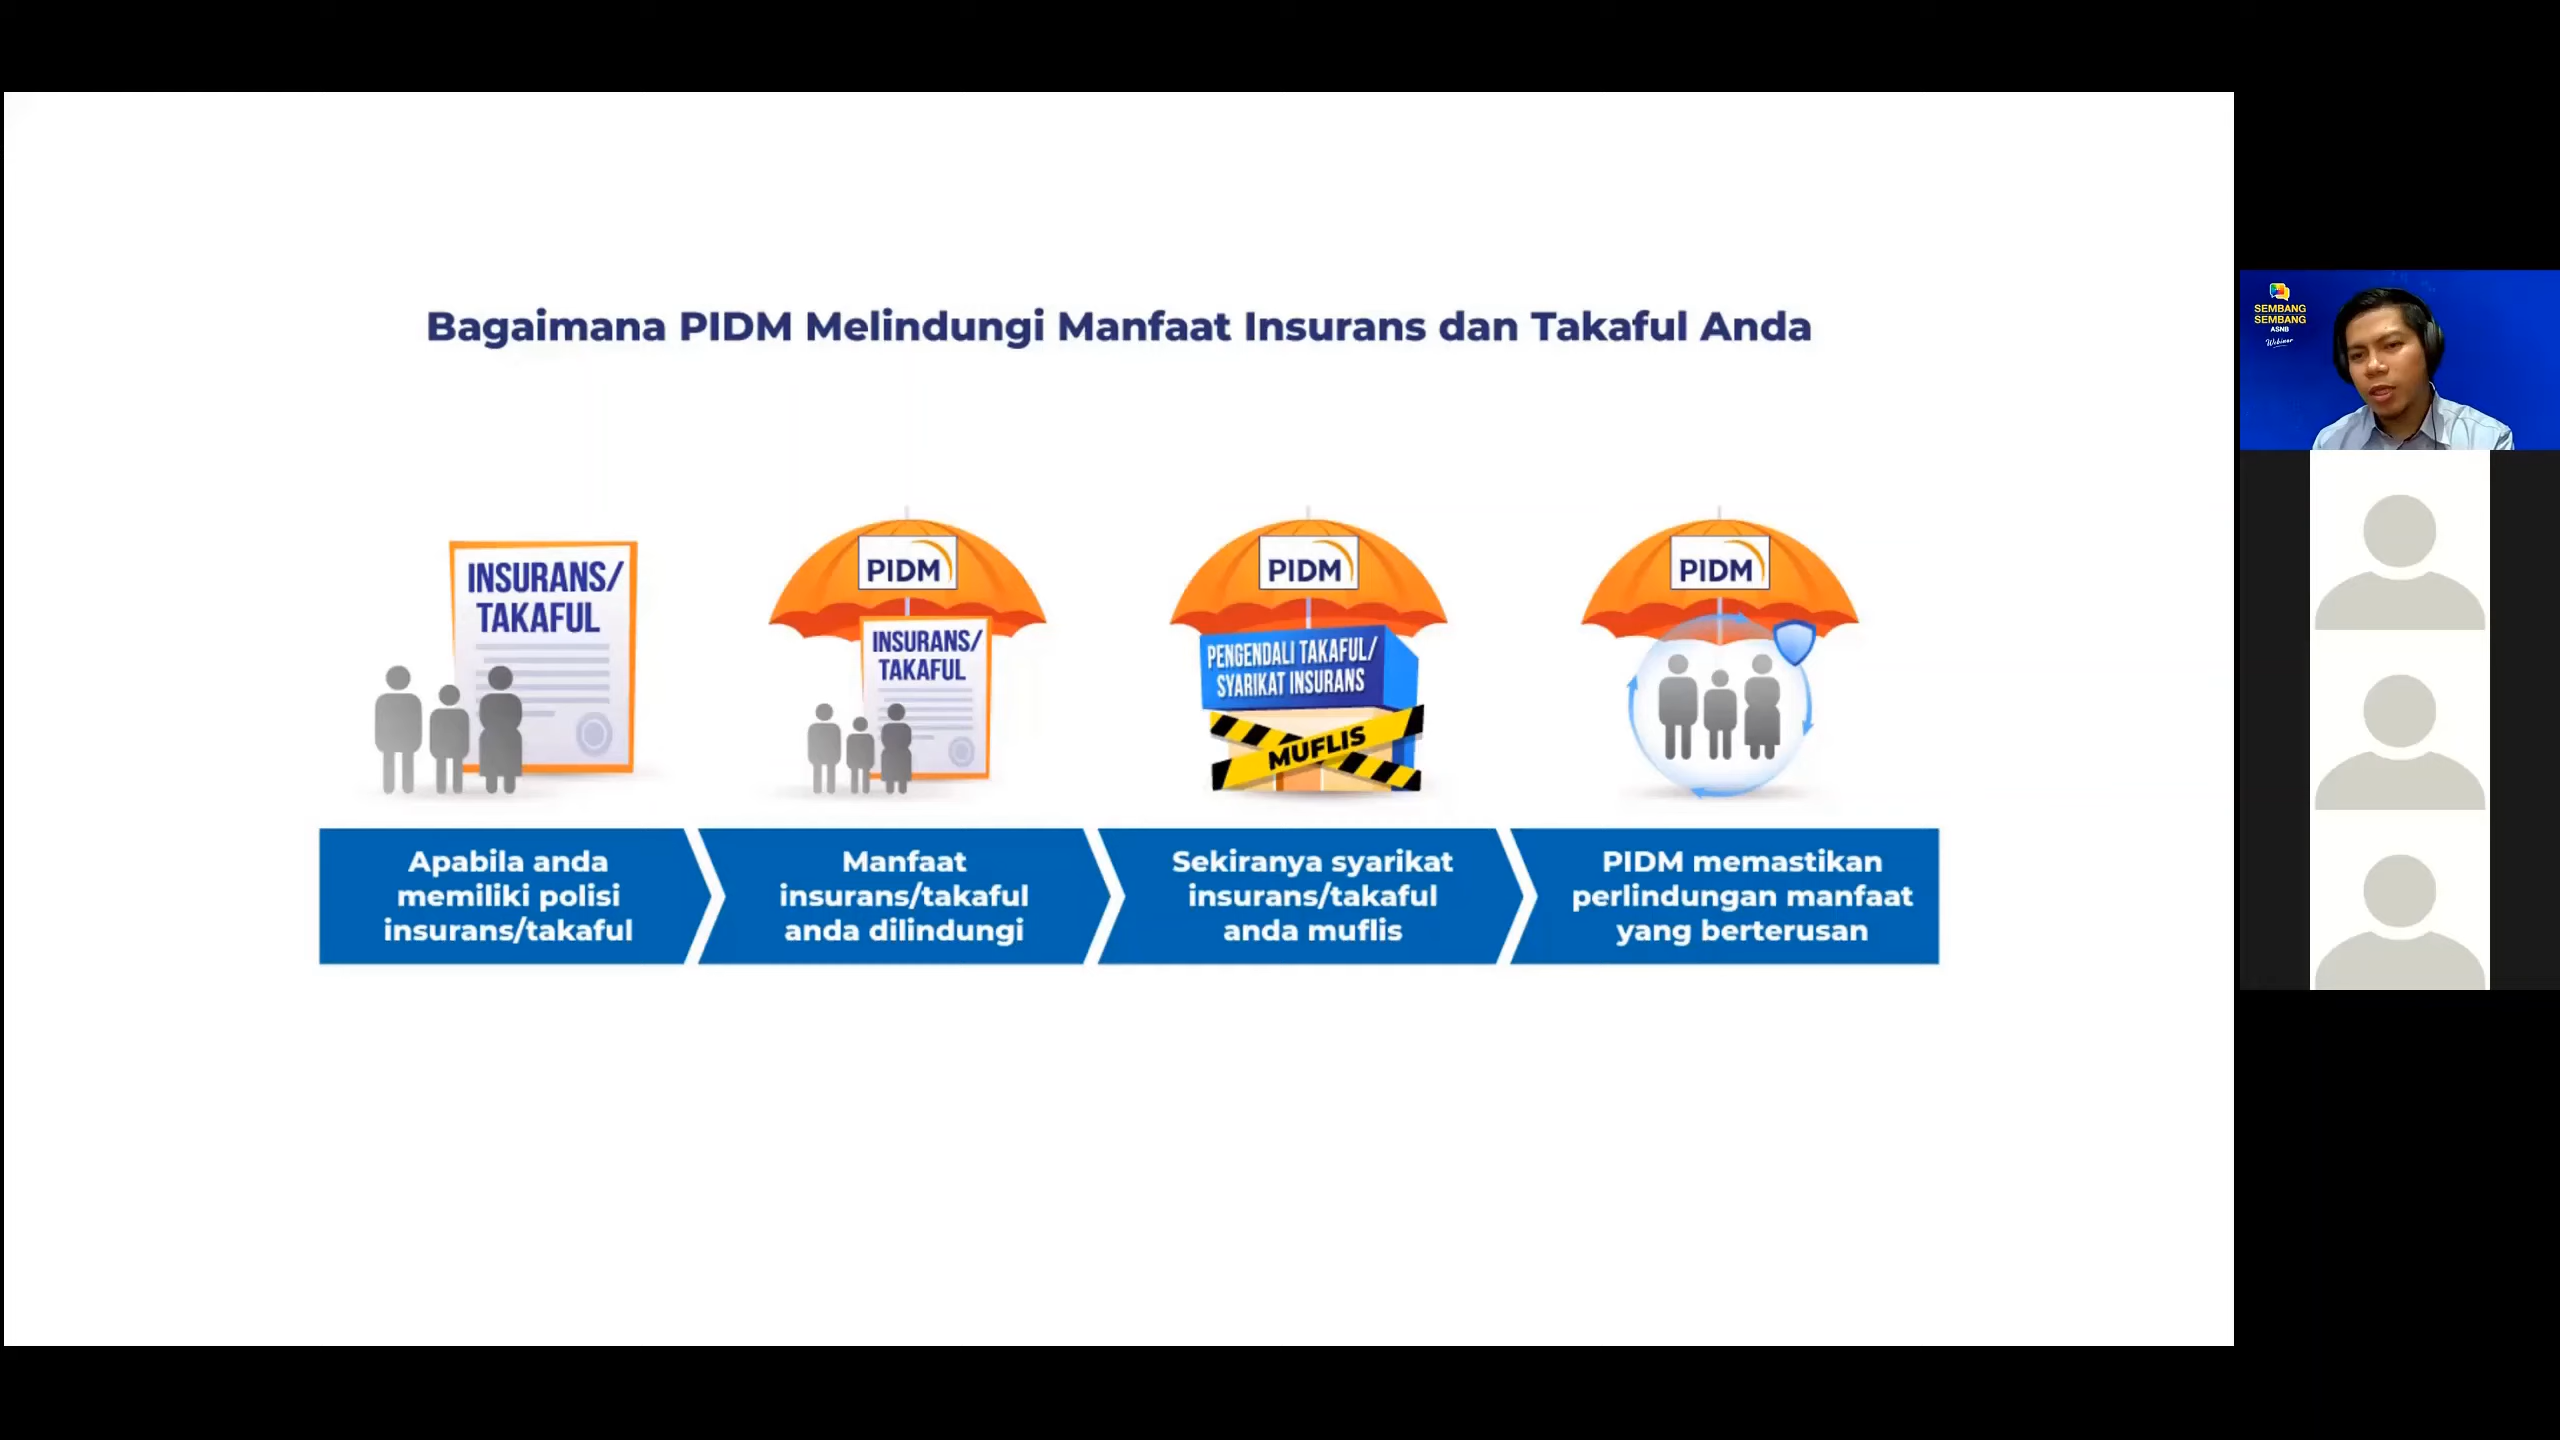 Bagaimana PIDM Melindungi Manfaat Insurans dan Takaful Anda
INSURANS/
TAKAFUL
PIDM
INSURANS/
TAKAFUL
PIDM
PENGENDALI TAKAFUL/
SYARIKAT INSURANS
MUFLIS
PIDM
Apabila anda
memiliki polisi
insurans/takaful
Manfaat
insurans/takaful
anda dilindungi
Sekiranya syarikat
insurans/takaful
anda muflis
PIDM memastikan
perlindungan manfaat
yang berterusan
SEMBANG
SEMBANG
ASNB
Webinar